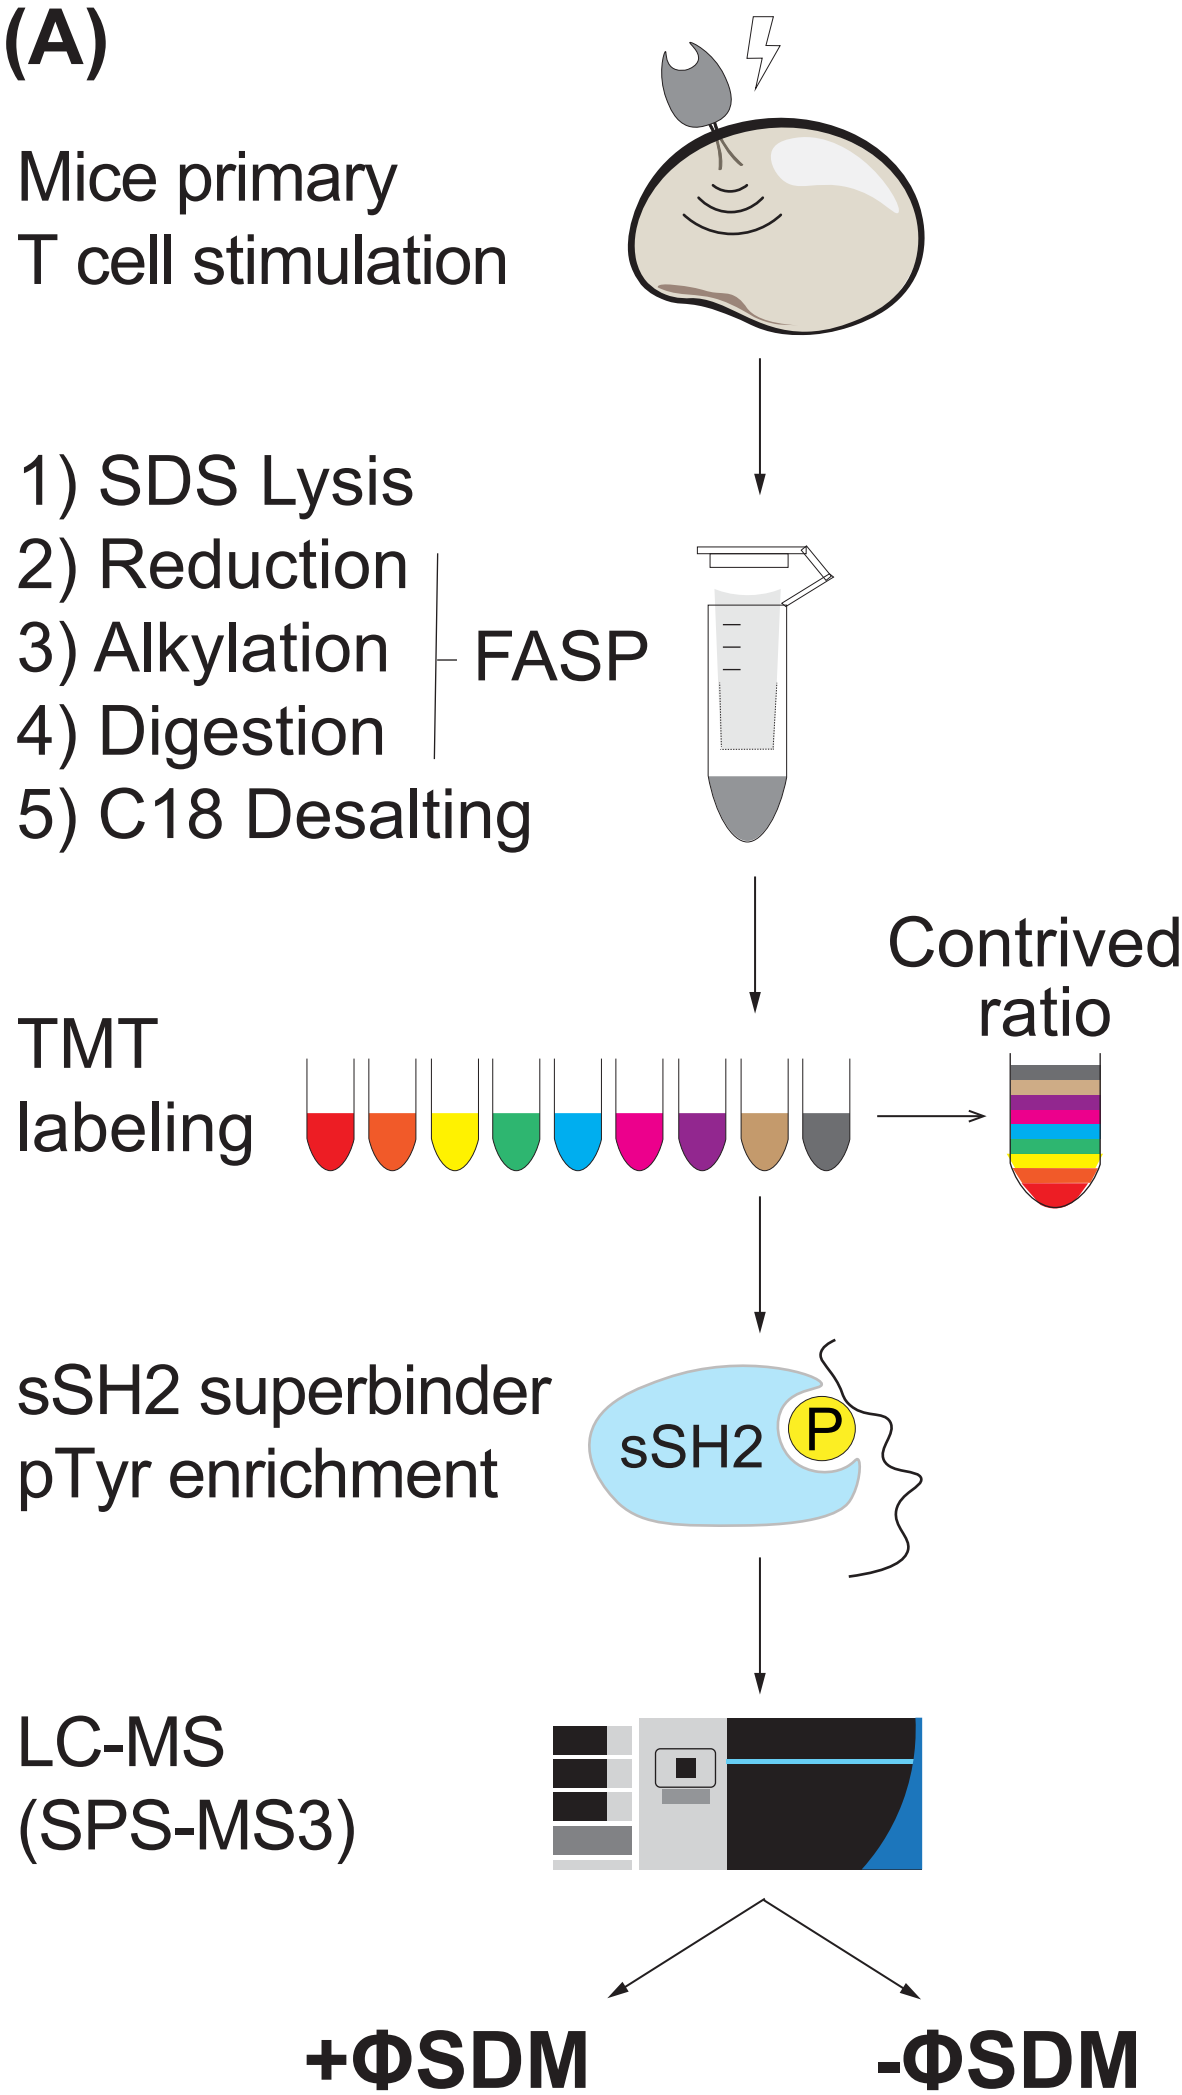 (A)
Mice primary
T cell stimulation
1) SDS Lysis
2) Reduction
3) Alkylation
FASP
4) Digestion
5) C18 Desalting
Contrived
ratio
TMT
labeling
sSH2 superbinder
pTyr enrichment
sSH2
P
LC-MS
(SPS-MS3)
+ΦSDM
-ΦSDM